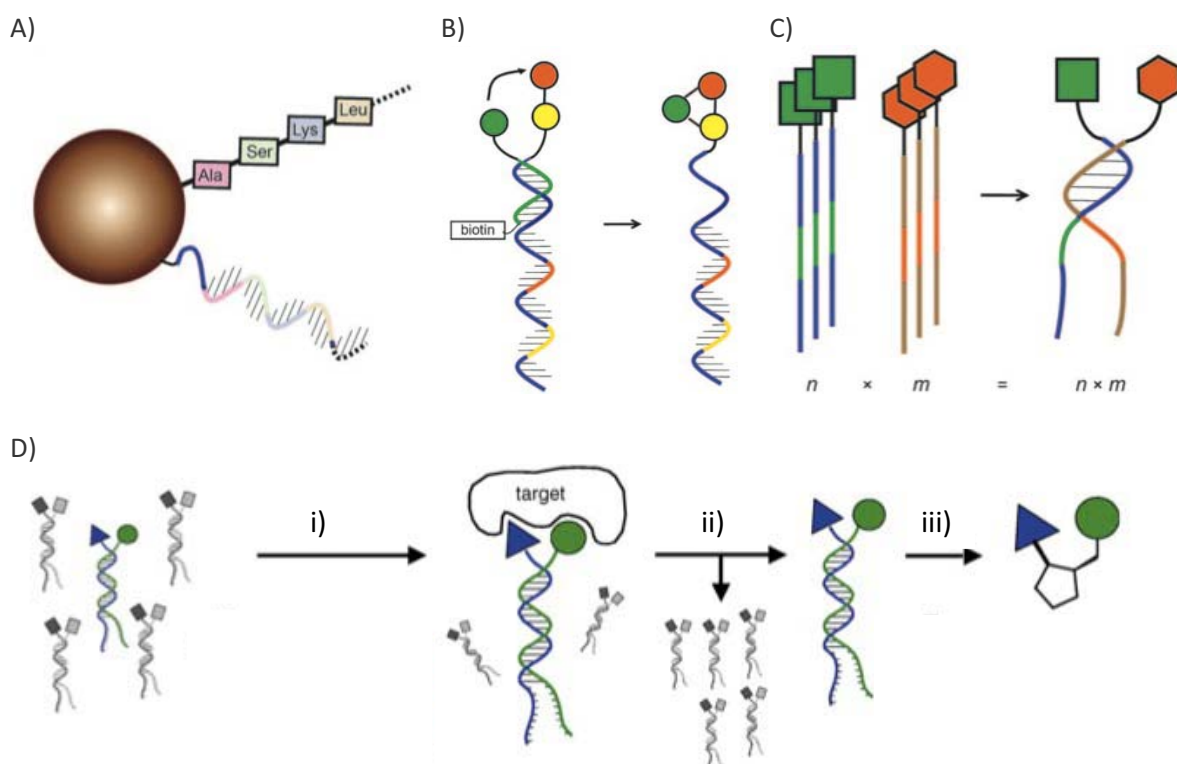 A)
Ala
Ser
Lys
Leu
B)
biotin
C)
n × m = n × m
D)
i)
target
ii)
iii)